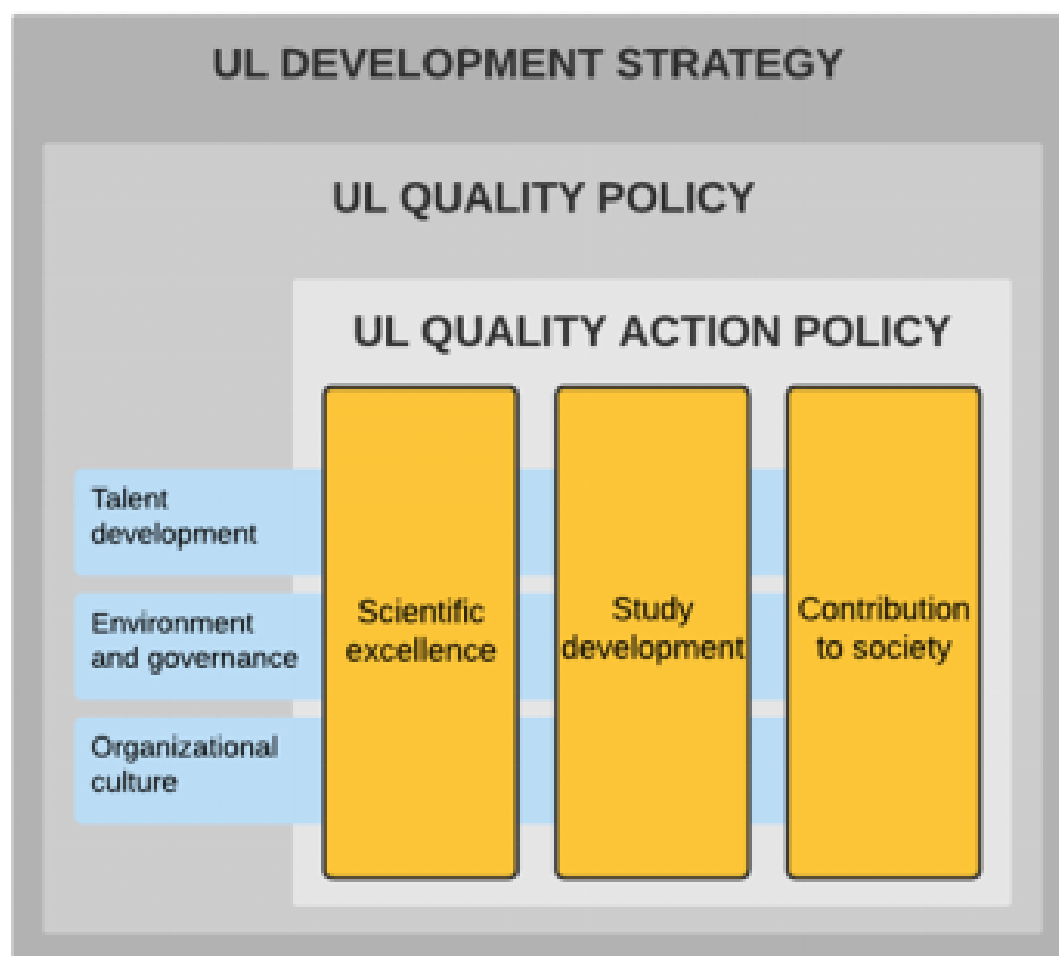 UL DEVELOPMENT STRATEGY
UL QUALITY POLICY
UL QUALITY ACTION POLICY
Talent
development
Environment
and governance
Organizational
culture
Scientific
excellence
Study
development
Contribution
to society